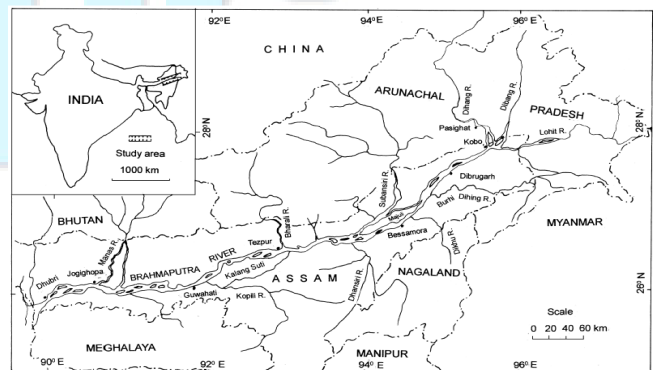 92°E
94°E
96°E
CHINA
INDIA
Study area
1000 km
28°N
28°N
ARUNACHAL
PRADESH
Dihang R.
Dibang R.
Pasighat
Kobo
Lohit R.
Dibrugarh
Subansiri R.
Majuli
Burhi Dihing R.
Bessamora
MYANMAR
BHUTAN
Manas R.
Bharali R.
Tezpur
Dikhu R.
Jogighopa
BRAHMAPUTRA RIVER
Kalang Suti
ASSAM
NAGALAND
Dhubri
Guwahati
Kopili R.
Dhansiri R.
26°N
Scale
0 20 40 60 km.
MEGHALAYA
MANIPUR
90°E
92°E
94°E
96°E